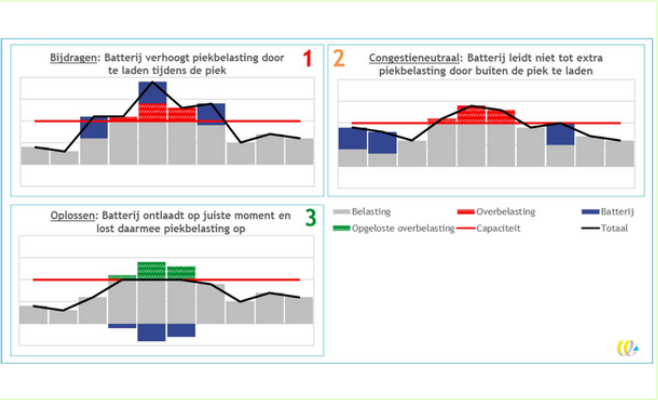 Bijdragen: Batterij verhoogt piekbelasting door
te laden tijdens de piek
1
2
Congestieneutraal: Batterij leidt niet tot extra
piekbelasting door buiten de piek te laden
Oplossen: Batterij ontlaadt op juiste moment en
lost daarmee piekbelasting op
3
Belasting Overbelasting Batterij
Opgeloste overbelasting Capaciteit Totaal